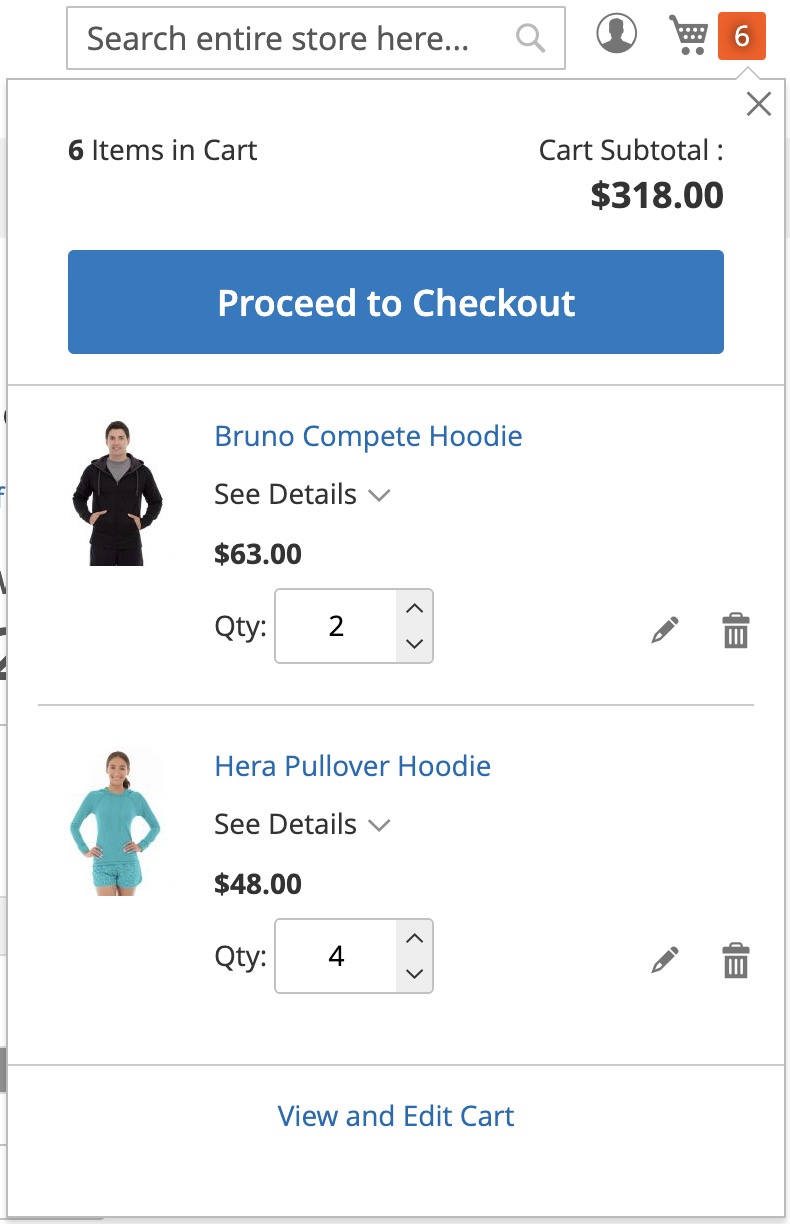 Search entire store here...
6
6 Items in Cart
Cart Subtotal :
$318.00
Proceed to Checkout
Bruno Compete Hoodie
See Details
$63.00
Qty: 2
Hera Pullover Hoodie
See Details
$48.00
Qty: 4
View and Edit Cart